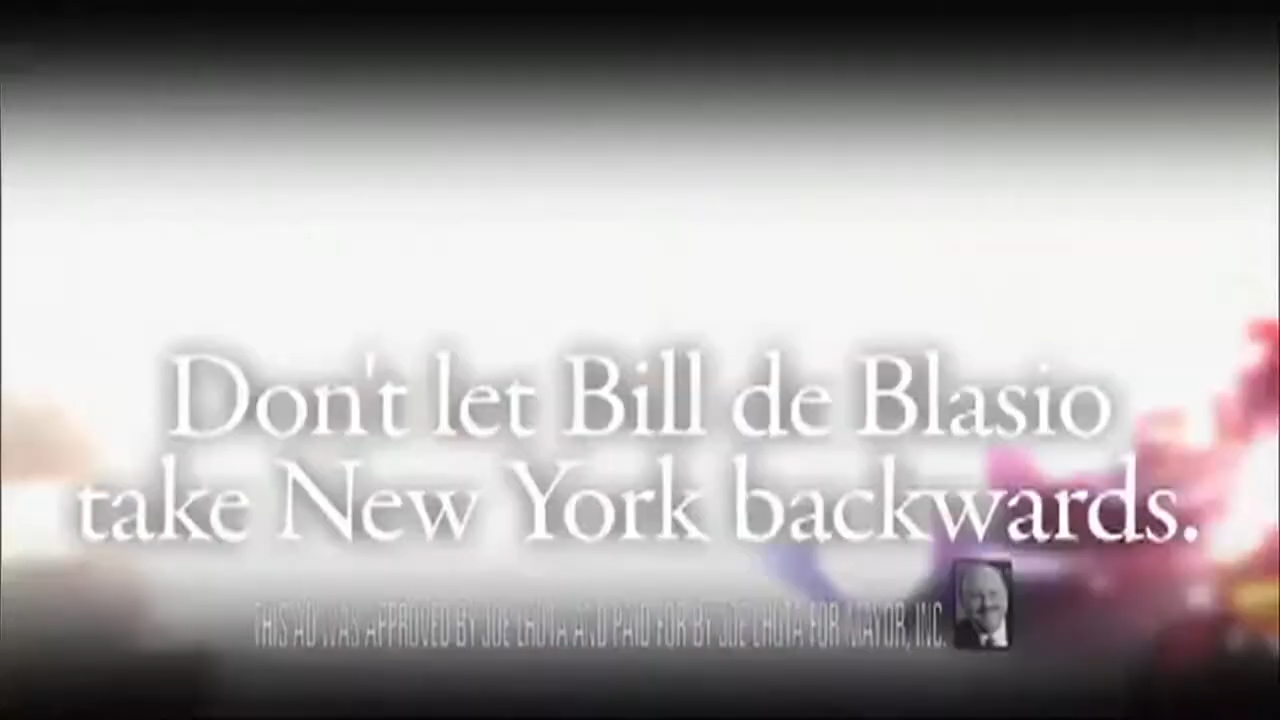 Don't let Bill de Blasio
take New York backwards.
THIS AD WAS APPROVED BY JOE LHOTA AND PAID FOR BY JOE LHOTA FOR MAYOR, INC.